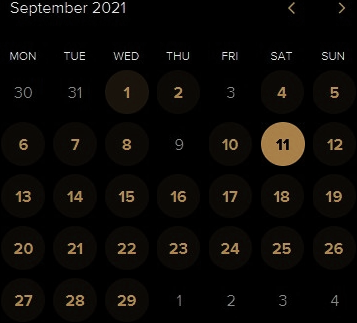 September 2021
MON TUE WED THU FRI SAT SUN
30 31 1 2 3 4 5
6 7 8 9 10 11 12
13 14 15 16 17 18 19
20 21 22 23 24 25 26
27 28 29 1 2 3 4